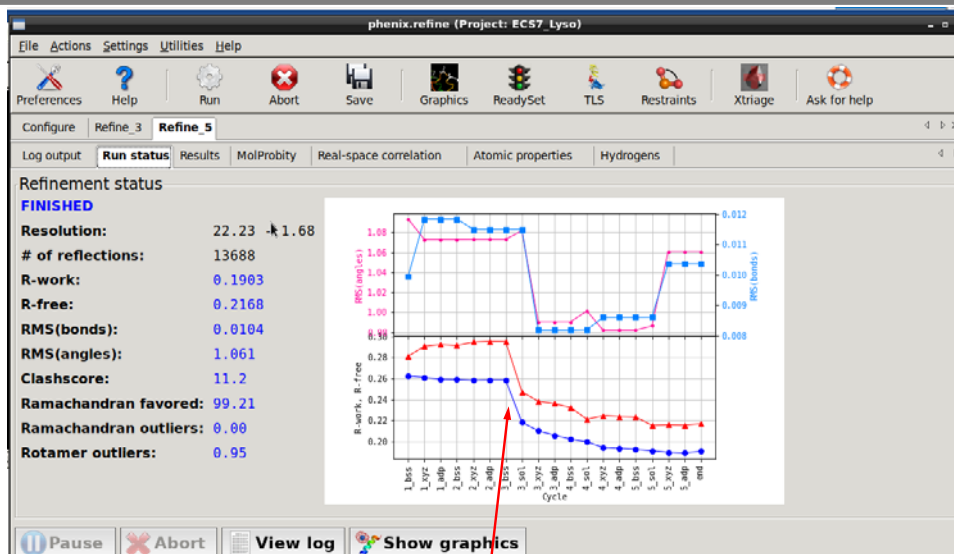 phenix.refine (Project: ECS7_Lyso)
File Actions Settings Utilities Help
Preferences Help Run Abort Save Graphics ReadySet TLS Restraints Xtriage Ask for help
Configure Refine_3 Refine_5
Log output Run status Results MolProbity Real-space correlation Atomic properties Hydrogens
Refinement status
FINISHED
Resolution: 22.23 - 1.68
# of reflections: 13688
R-work: 0.1903
R-free: 0.2168
RMS(bonds): 0.0104
RMS(angles): 1.061
Clashscore: 11.2
Ramachandran favored: 99.21
Ramachandran outliers: 0.00
Rotamer outliers: 0.95
RMS(angles)
1.08
1.06
1.04
1.02
1.00
0.012
0.011
0.010
0.009
0.008
RMS(bonds)
R-work, R-free
0.28
0.26
0.24
0.22
0.20
1_bss
1_xyz
1_adp
2_bss
2_xyz
2_adp
3_bss
3_sol
3_xyz
3_adp
4_bss
4_sol
4_xyz
4_adp
5_bss
5_sol
5_xyz
5_adp
end
Cycle
Pause Abort View log Show graphics